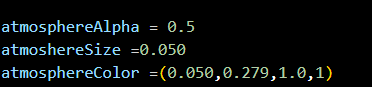 atmosphereAlpha = 0.5
atmoshereSize =0.050
atmosphereColor =(0.050,0.279,1.0,1)